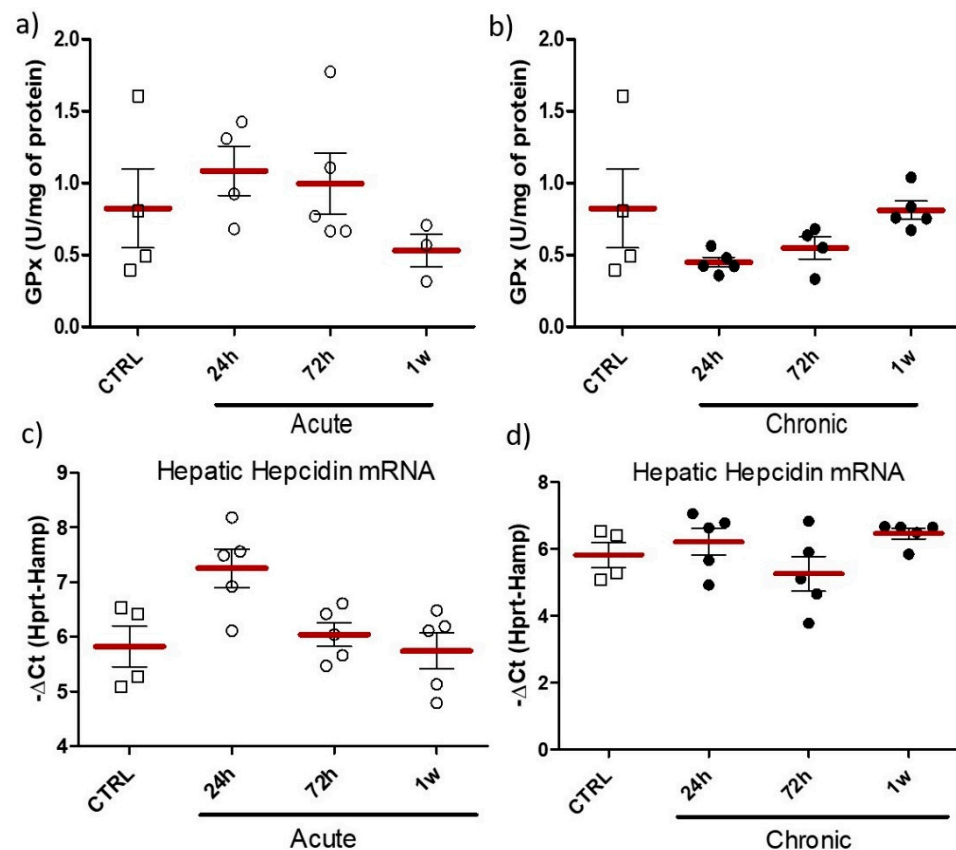 a)
GPx (U/mg of protein)
2.0
1.5
1.0
0.5
0.0
CTRL
24h
72h
1w
Acute
b)
GPx (U/mg of protein)
2.0
1.5
1.0
0.5
0.0
CTRL
24h
72h
1w
Chronic
c)
Hepatic Hepcidin mRNA
-ΔCt (Hprt-Hamp)
9
8
7
6
5
4
CTRL
24h
72h
1w
Acute
d)
Hepatic Hepcidin mRNA
-ΔCt (Hprt-Hamp)
8
6
4
2
0
CTRL
24h
72h
1w
Chronic